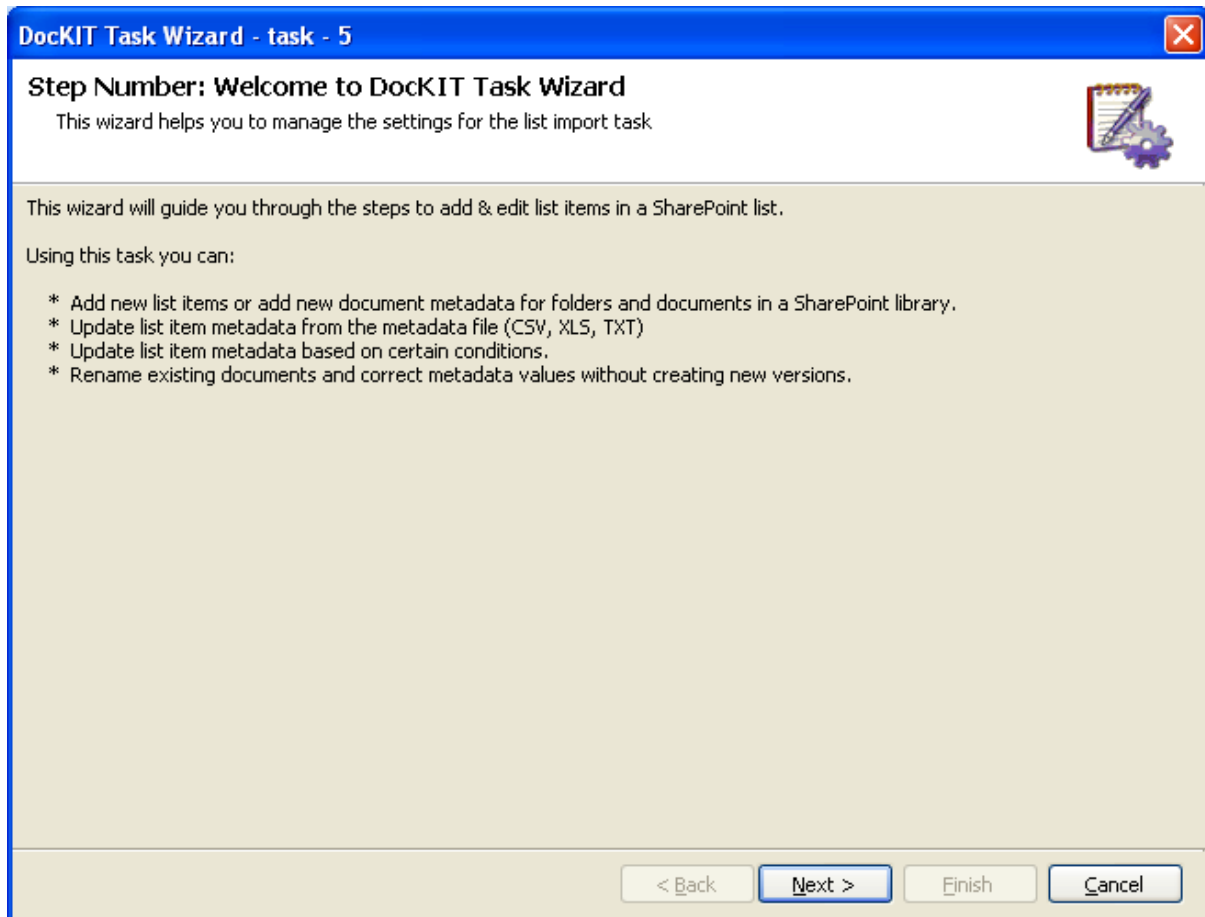 DocKIT Task Wizard - task - 5
Step Number: Welcome to DocKIT Task Wizard
This wizard helps you to manage the settings for the list import task
This wizard will guide you through the steps to add & edit list items in a SharePoint list.
Using this task you can:
* Add new list items or add new document metadata for folders and documents in a SharePoint library.
* Update list item metadata from the metadata file (CSV, XLS, TXT)
* Update list item metadata based on certain conditions.
* Rename existing documents and correct metadata values without creating new versions.
< Back Next > Finish Cancel